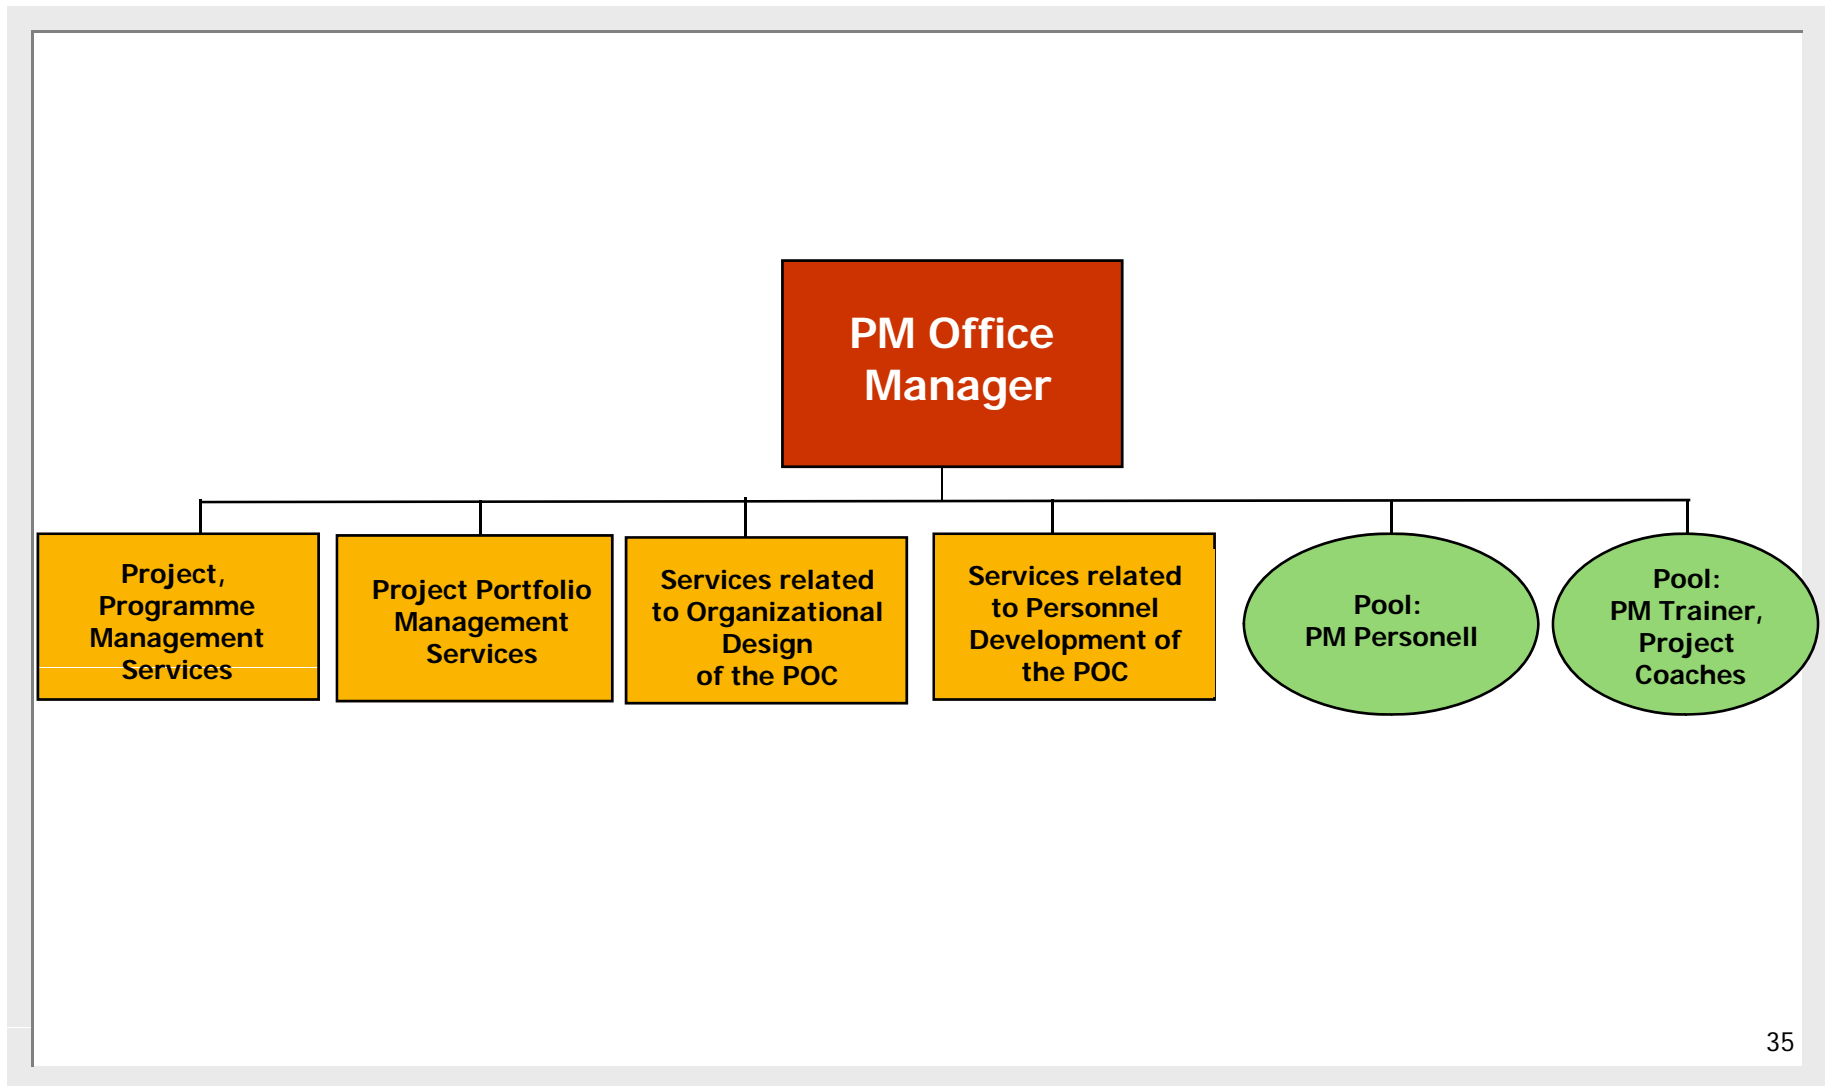 PM Office
Manager
Project,
Programme
Management
Services
Project Portfolio
Management
Services
Services related
to Organizational
Design
of the POC
Services related
to Personnel
Development of
the POC
Pool:
PM Personell
Pool:
PM Trainer,
Project
Coaches
35